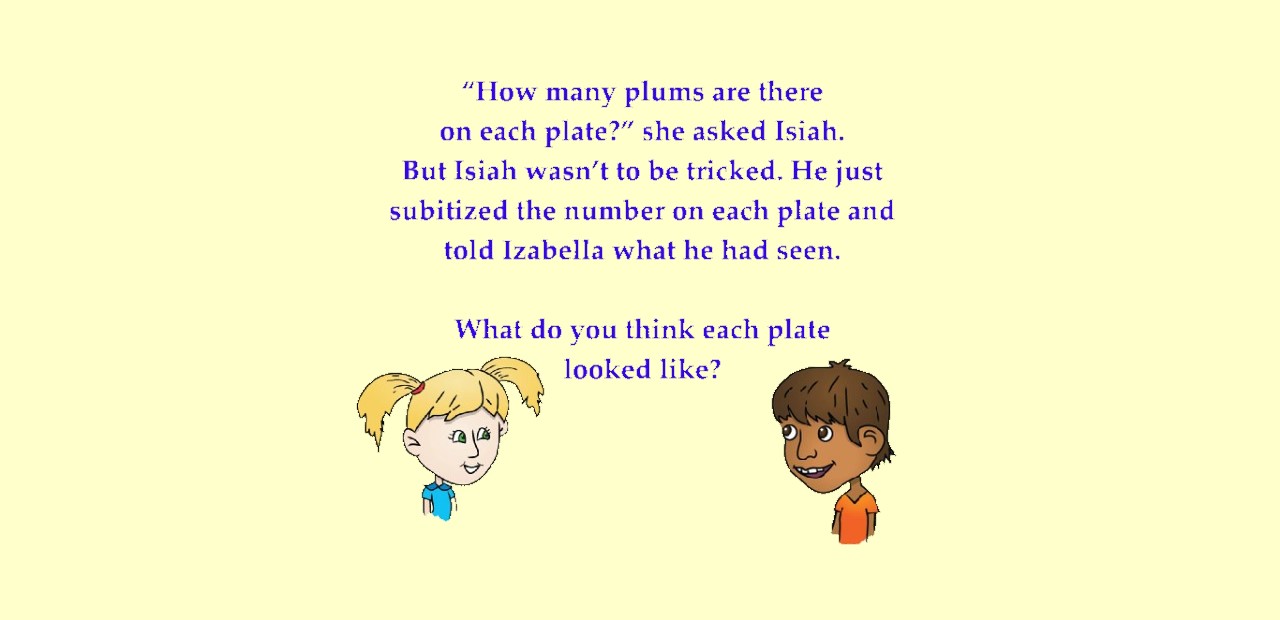 “How many plums are there
on each plate?” she asked Isiah.
But Isiah wasn’t to be tricked. He just
subitized the number on each plate and
told Izabella what he had seen.
What do you think each plate
looked like?